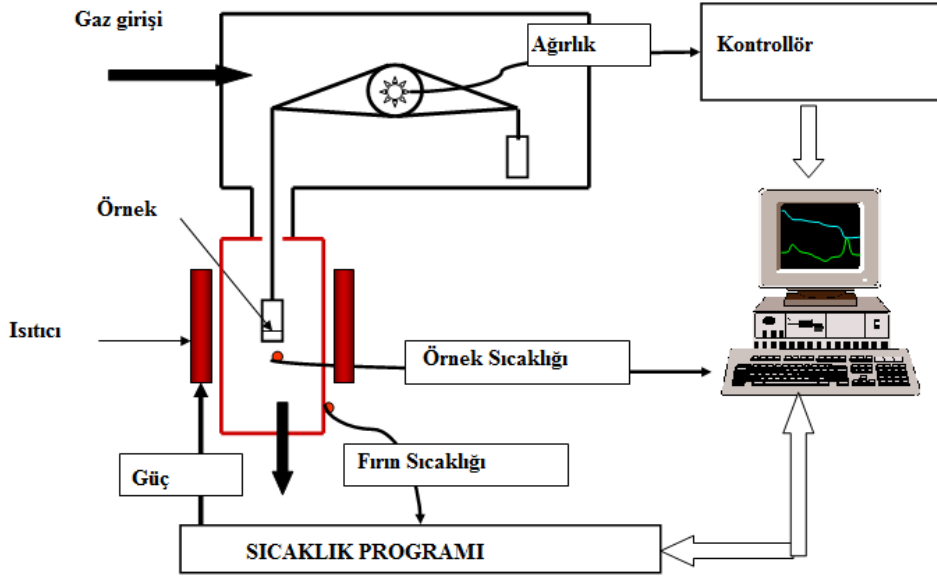 Gaz girişi
Ağırlık
Kontrollör
Örnek
Isıtıcı
Örnek Sıcaklığı
Fırın Sıcaklığı
Güç
SICAKLIK PROGRAMI